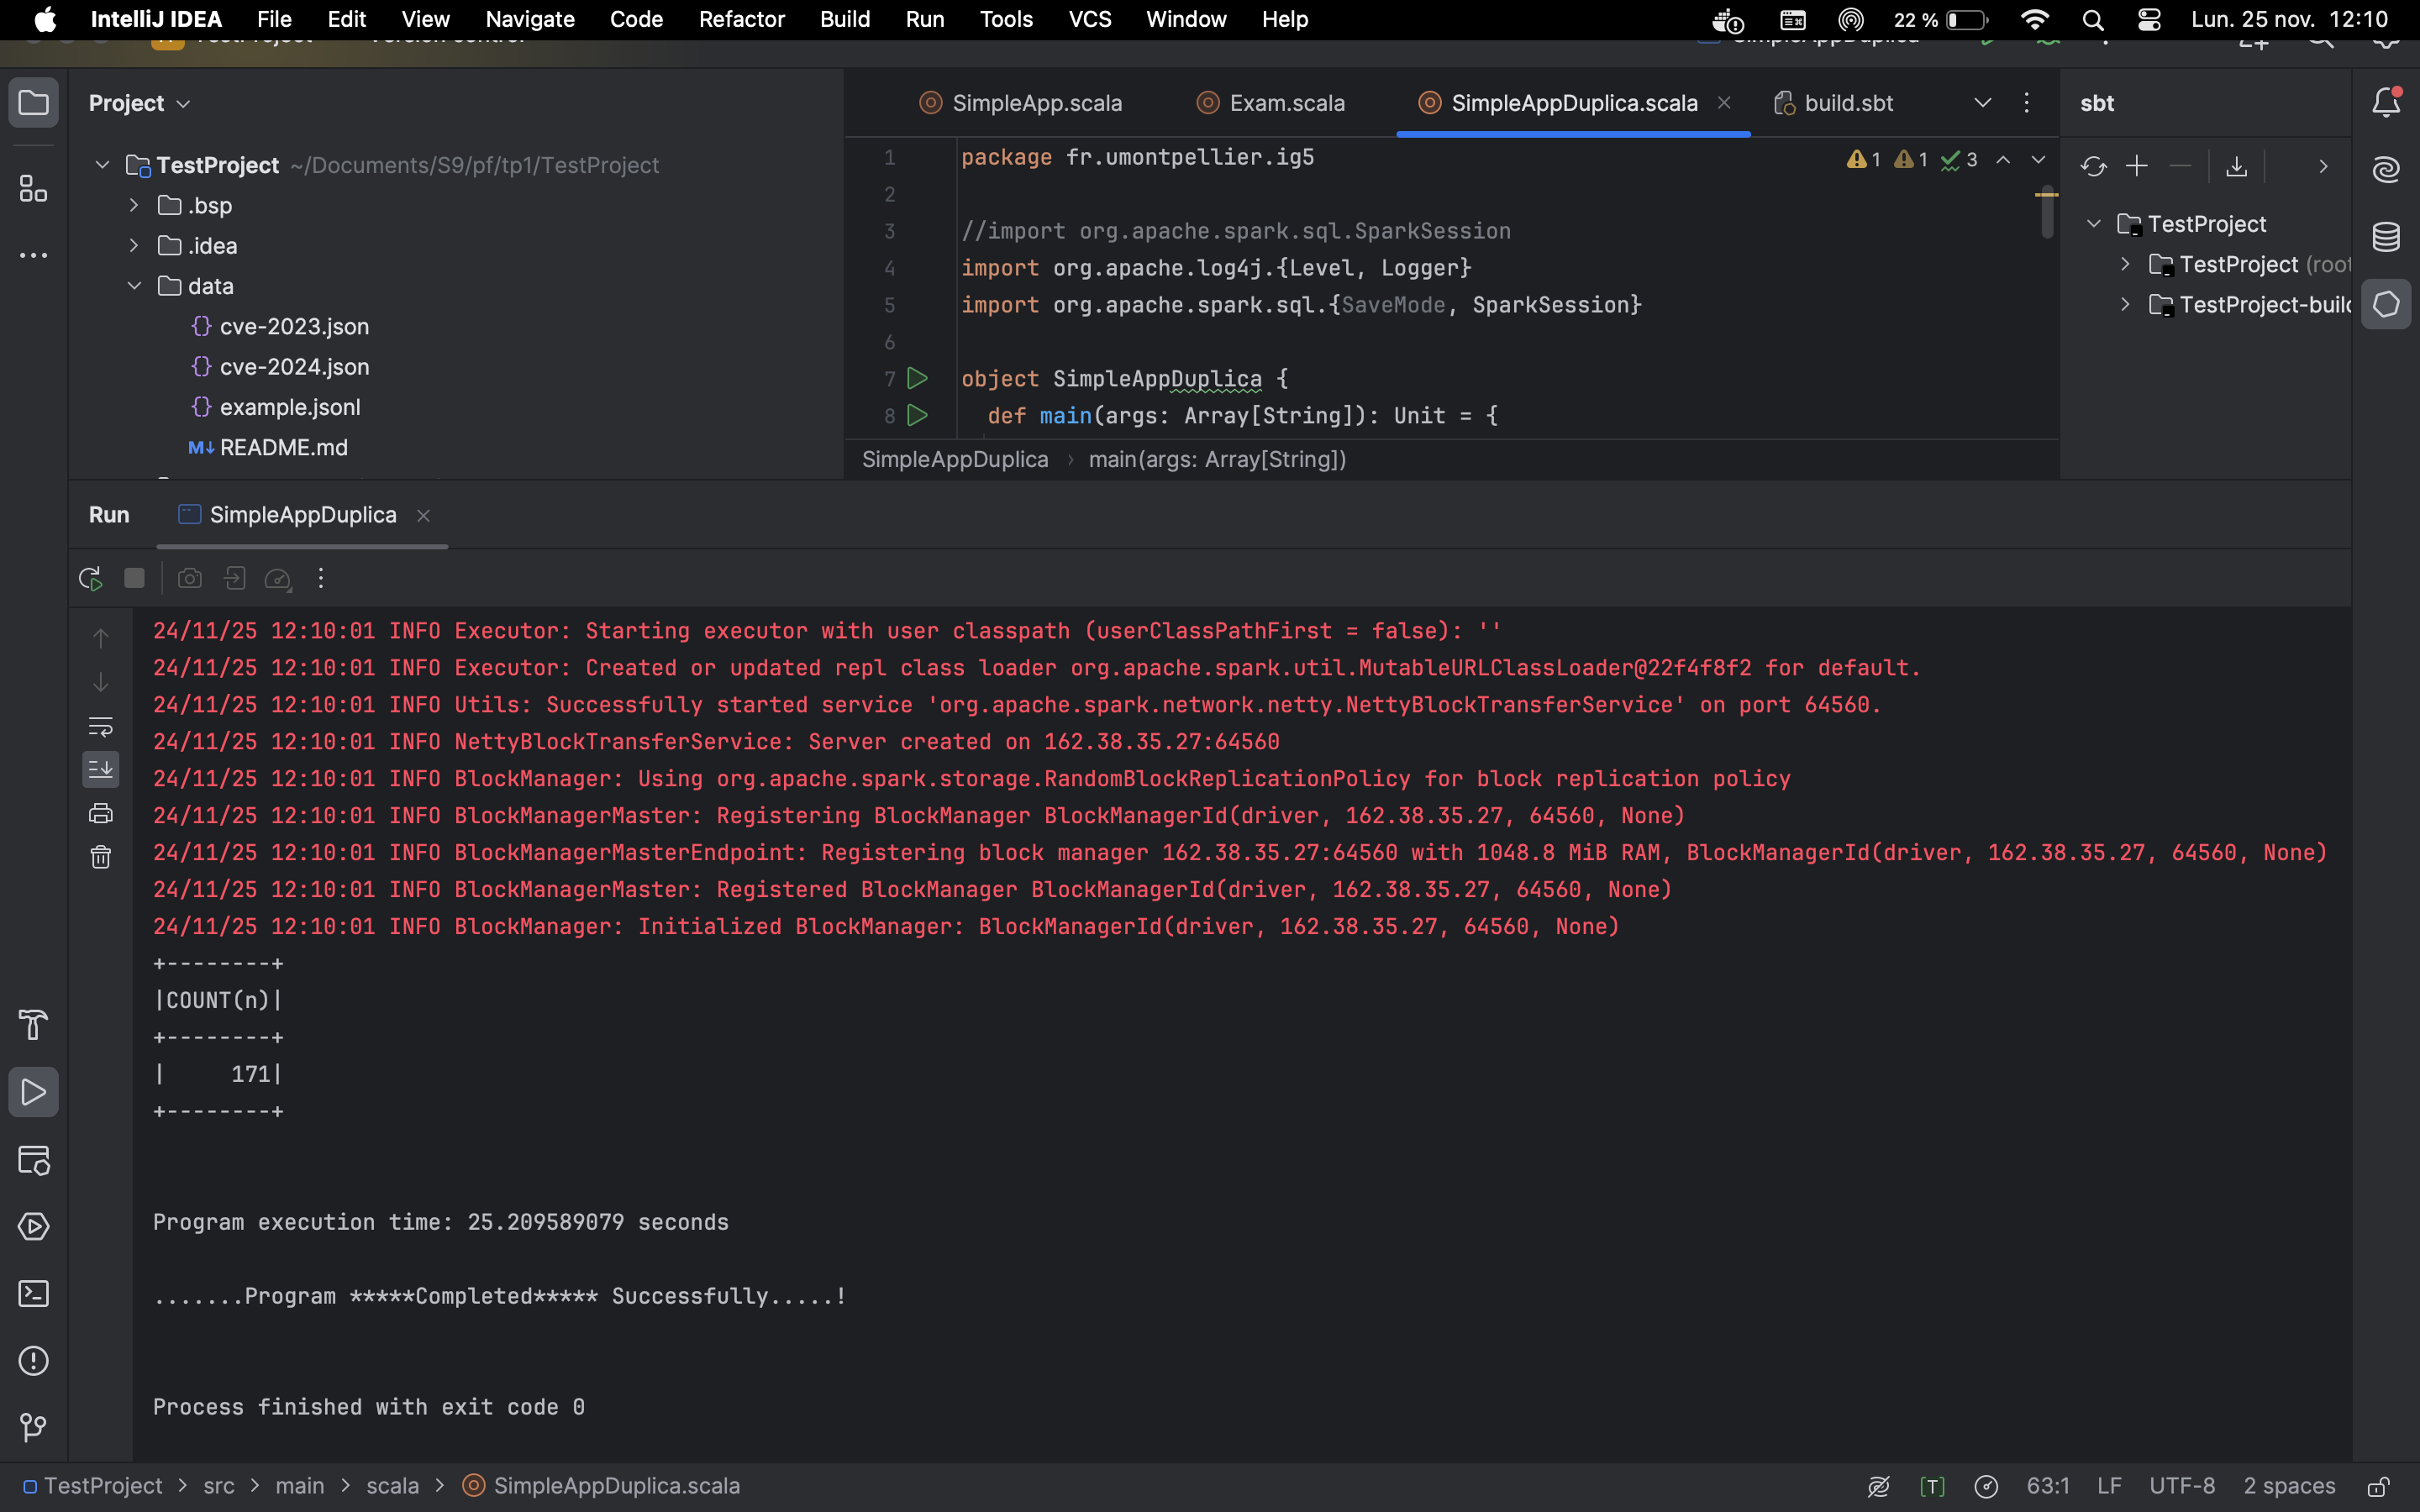 IntelliJ IDEA File Edit View Navigate Code Refactor Build Run Tools VCS Window Help 22 % Lun. 25 nov. 12:10
Project
TestProject ~/Documents/S9/pf/tp1/TestProject
.bsp
.idea
data
cve-2023.json
cve-2024.json
example.jsonl
README.md
SimpleApp.scala Exam.scala SimpleAppDuplica.scala build.sbt
1 package fr.umontpellier.ig5
1 1 3
2
3 //import org.apache.spark.sql.SparkSession
4 import org.apache.log4j.{Level, Logger}
5 import org.apache.spark.sql.{SaveMode, SparkSession}
6
7 object SimpleAppDuplica {
8 def main(args: Array[String]): Unit = {
SimpleAppDuplica › main(args: Array[String])
sbt
TestProject
TestProject (root
TestProject-build
Run SimpleAppDuplica
24/11/25 12:10:01 INFO Executor: Starting executor with user classpath (userClassPathFirst = false): ''
24/11/25 12:10:01 INFO Executor: Created or updated repl class loader org.apache.spark.util.MutableURLClassLoader@22f4f8f2 for default.
24/11/25 12:10:01 INFO Utils: Successfully started service 'org.apache.spark.network.netty.NettyBlockTransferService' on port 64560.
24/11/25 12:10:01 INFO NettyBlockTransferService: Server created on 162.38.35.27:64560
24/11/25 12:10:01 INFO BlockManager: Using org.apache.spark.storage.RandomBlockReplicationPolicy for block replication policy
24/11/25 12:10:01 INFO BlockManagerMaster: Registering BlockManager BlockManagerId(driver, 162.38.35.27, 64560, None)
24/11/25 12:10:01 INFO BlockManagerMasterEndpoint: Registering block manager 162.38.35.27:64560 with 1048.8 MiB RAM, BlockManagerId(driver, 162.38.35.27, 64560, None)
24/11/25 12:10:01 INFO BlockManagerMaster: Registered BlockManager BlockManagerId(driver, 162.38.35.27, 64560, None)
24/11/25 12:10:01 INFO BlockManager: Initialized BlockManager: BlockManagerId(driver, 162.38.35.27, 64560, None)
+--------+
|COUNT(n)|
+--------+
|     171|
+--------+
Program execution time: 25.209589079 seconds
.......Program *****Completed***** Successfully.....!
Process finished with exit code 0
TestProject > src > main > scala > SimpleAppDuplica.scala
63:1 LF UTF-8 2 spaces